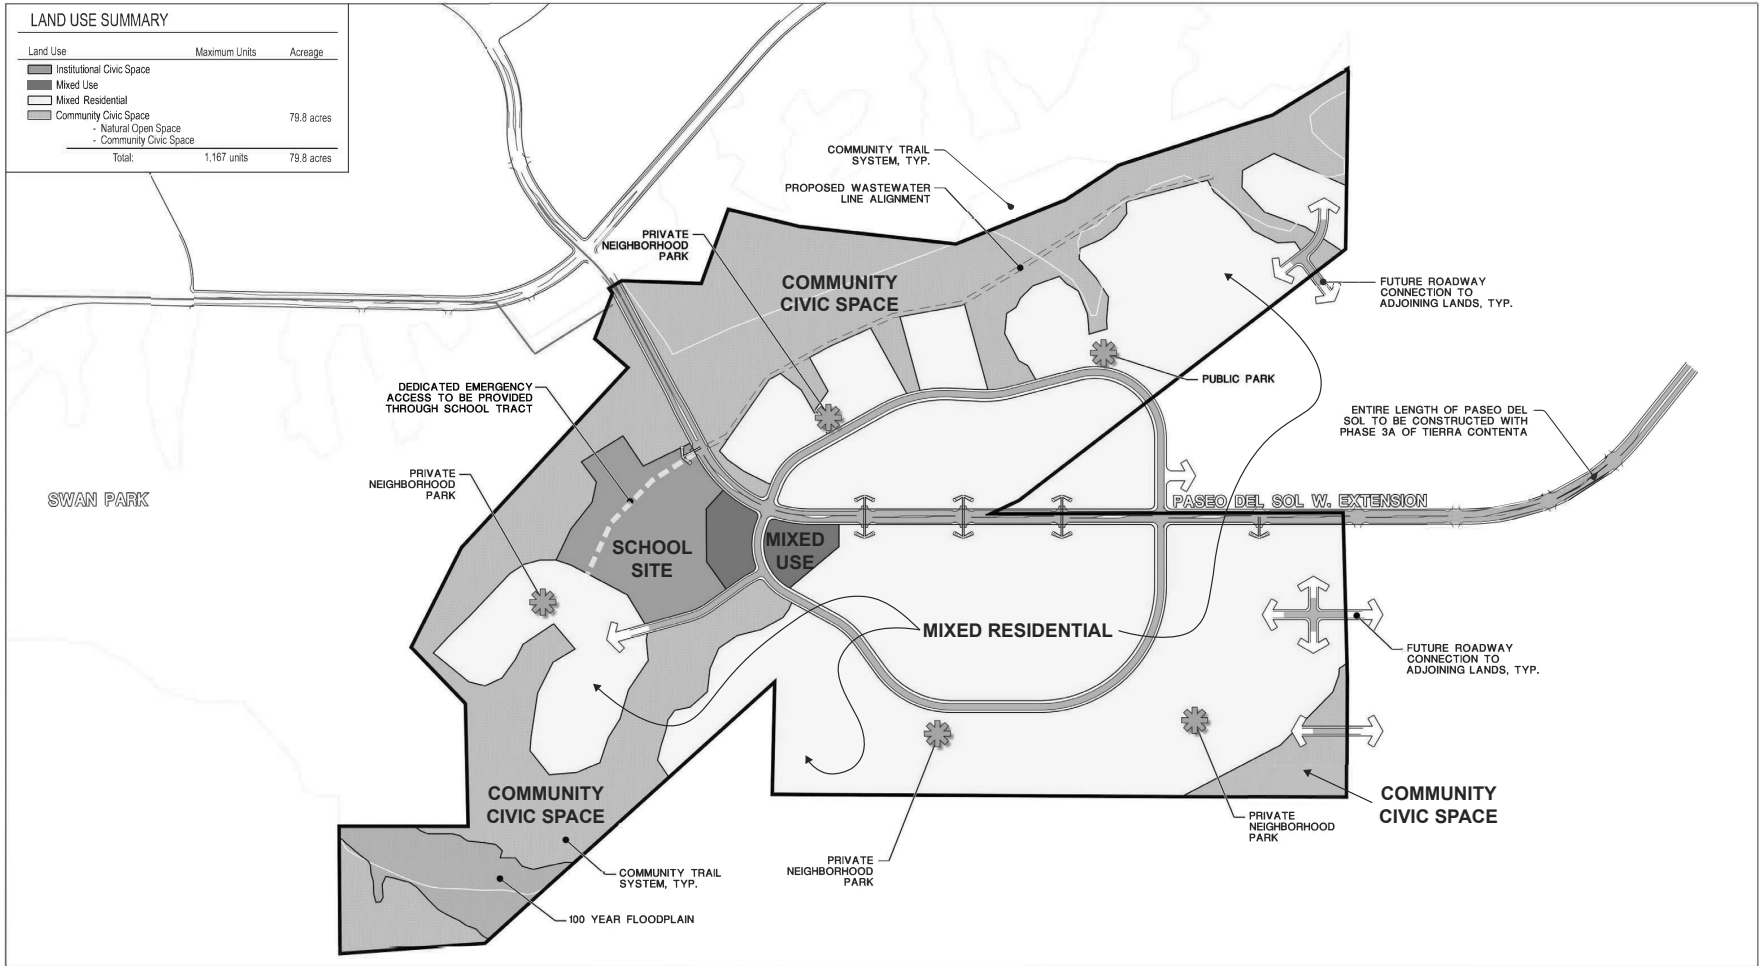 LAND USE SUMMARY
Land Use Maximum Units Acreage
Institutional Civic Space
Mixed Use
Mixed Residential
Community Civic Space 79.8 acres
- Natural Open Space
- Community Civic Space
Total: 1,167 units 79.8 acres
COMMUNITY TRAIL
SYSTEM, TYP.
PROPOSED WASTEWATER
LINE ALIGNMENT
PRIVATE
NEIGHBORHOOD
PARK
COMMUNITY
CIVIC SPACE
FUTURE ROADWAY
CONNECTION TO
ADJOINING LANDS, TYP.
DEDICATED EMERGENCY
ACCESS TO BE PROVIDED
THROUGH SCHOOL TRACT
PUBLIC PARK
ENTIRE LENGTH OF PASEO DEL
SOL TO BE CONSTRUCTED WITH
PHASE 3A OF TIERRA CONTENTA
PRIVATE
NEIGHBORHOOD
PARK
SWAN PARK
PASEO DEL SOL W. EXTENSION
SCHOOL
SITE
MIXED
USE
MIXED RESIDENTIAL
FUTURE ROADWAY
CONNECTION TO
ADJOINING LANDS, TYP.
COMMUNITY
CIVIC SPACE
COMMUNITY
CIVIC SPACE
PRIVATE
NEIGHBORHOOD
PARK
PRIVATE
NEIGHBORHOOD
PARK
COMMUNITY TRAIL
SYSTEM, TYP.
100 YEAR FLOODPLAIN